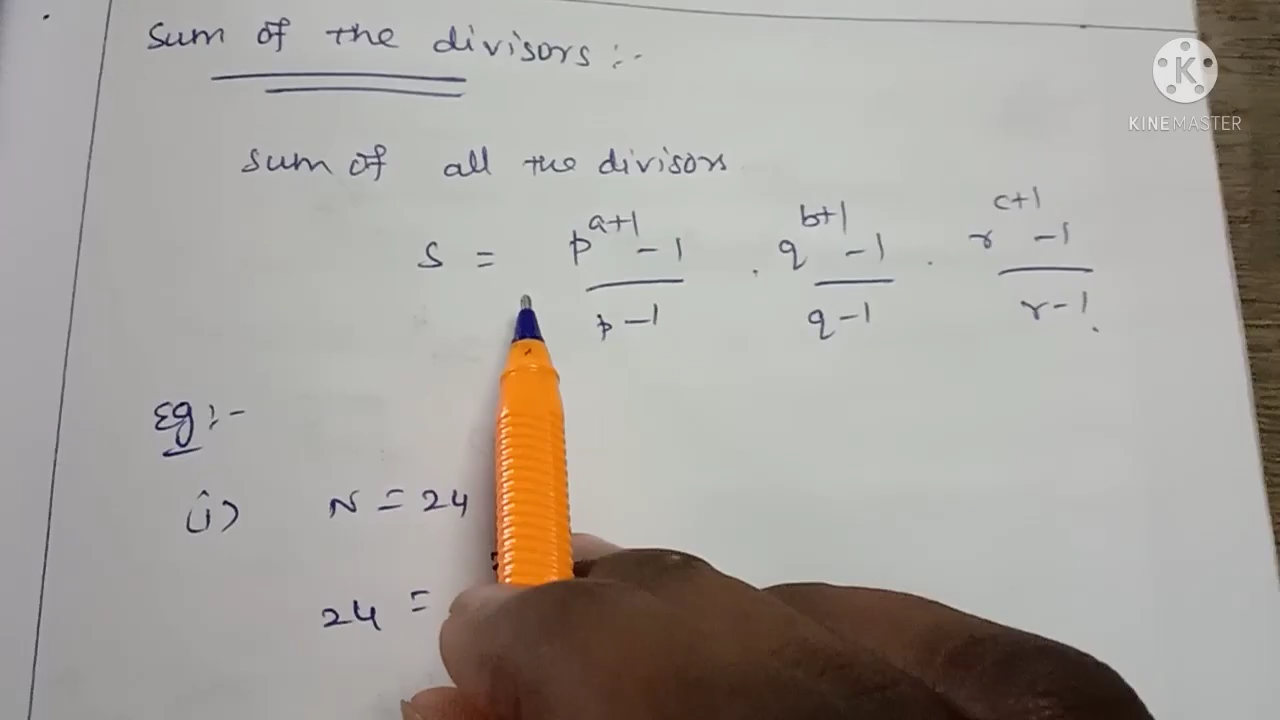 Sum of the divisors :-
KINEMASTER
Sum of all the divisors
S = p^{a+1} - 1 / p - 1 . q^{b+1} - 1 / q - 1 . r^{c+1} - 1 / r - 1 .
Eg :-
i) N = 24
24 =